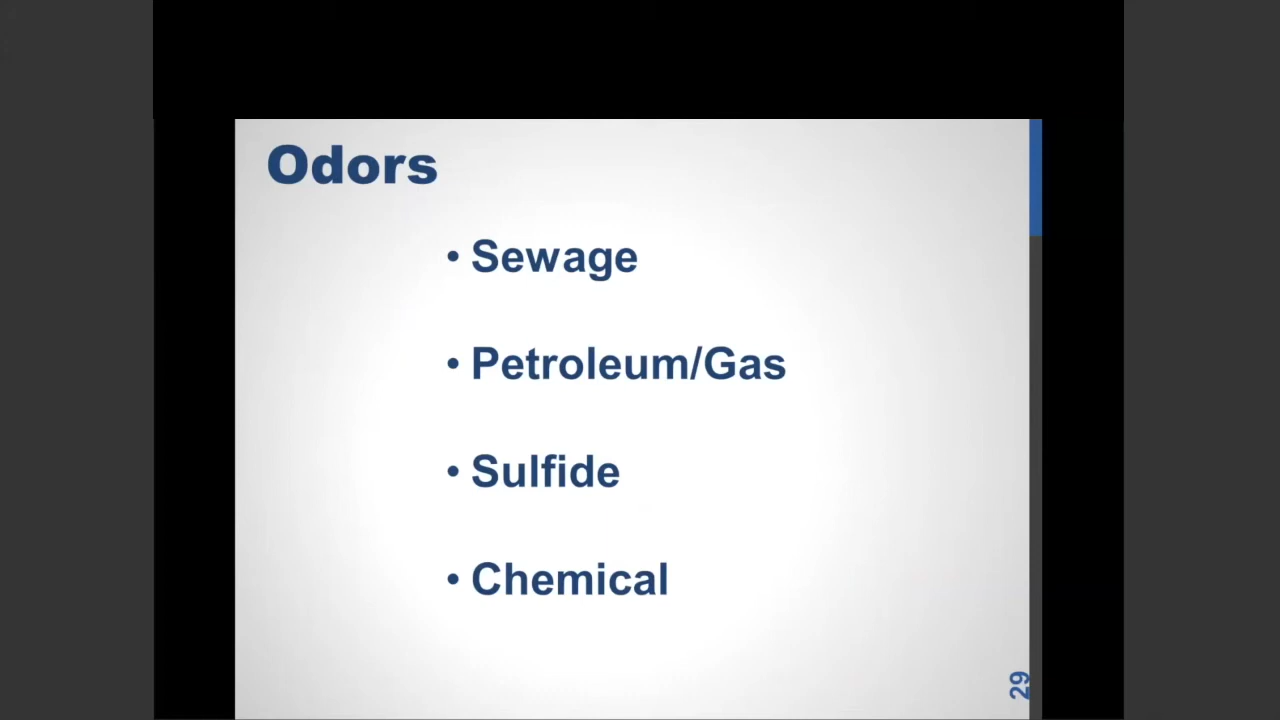 Odors
• Sewage
• Petroleum/Gas
• Sulfide
• Chemical
29